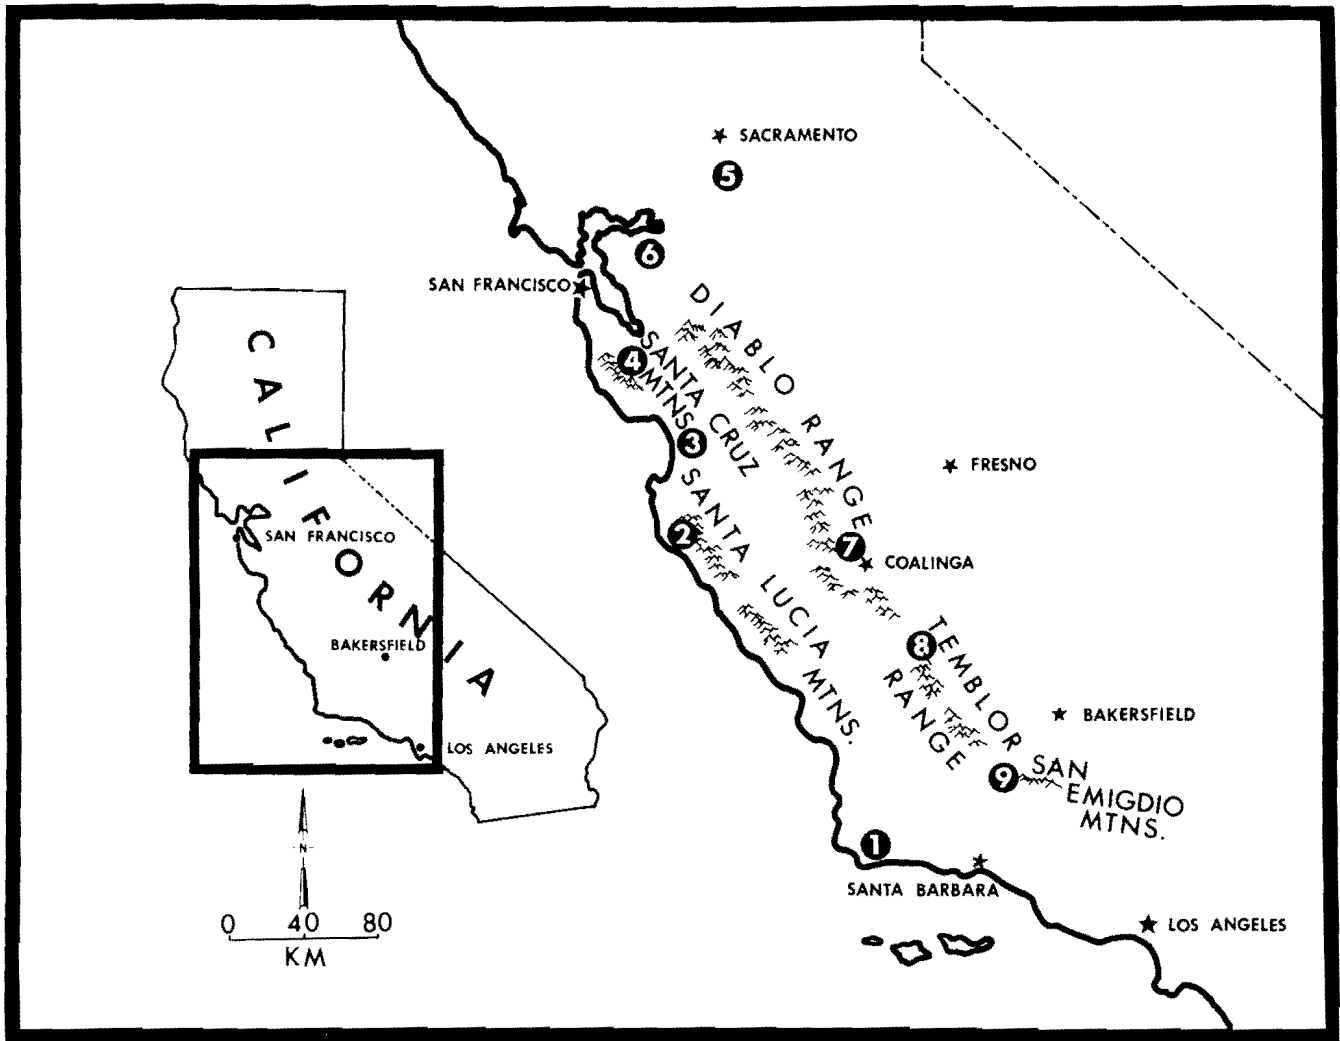 SACRAMENTO
5
6
SAN FRANCISCO
DIABLO RANGE
4
SANTA CRUZ
MTNS
3
FRESNO
SANTA LUCIA MTNS.
2
7
COALINGA
8
TEMBLOR
RANGE
BAKERSFIELD
9
SAN
EMIGDIO
MTNS.
1
SANTA BARBARA
LOS ANGELES
CALIFORNIA
SAN FRANCISCO
BAKERSFIELD
LOS ANGELES
N
0 40 80
KM